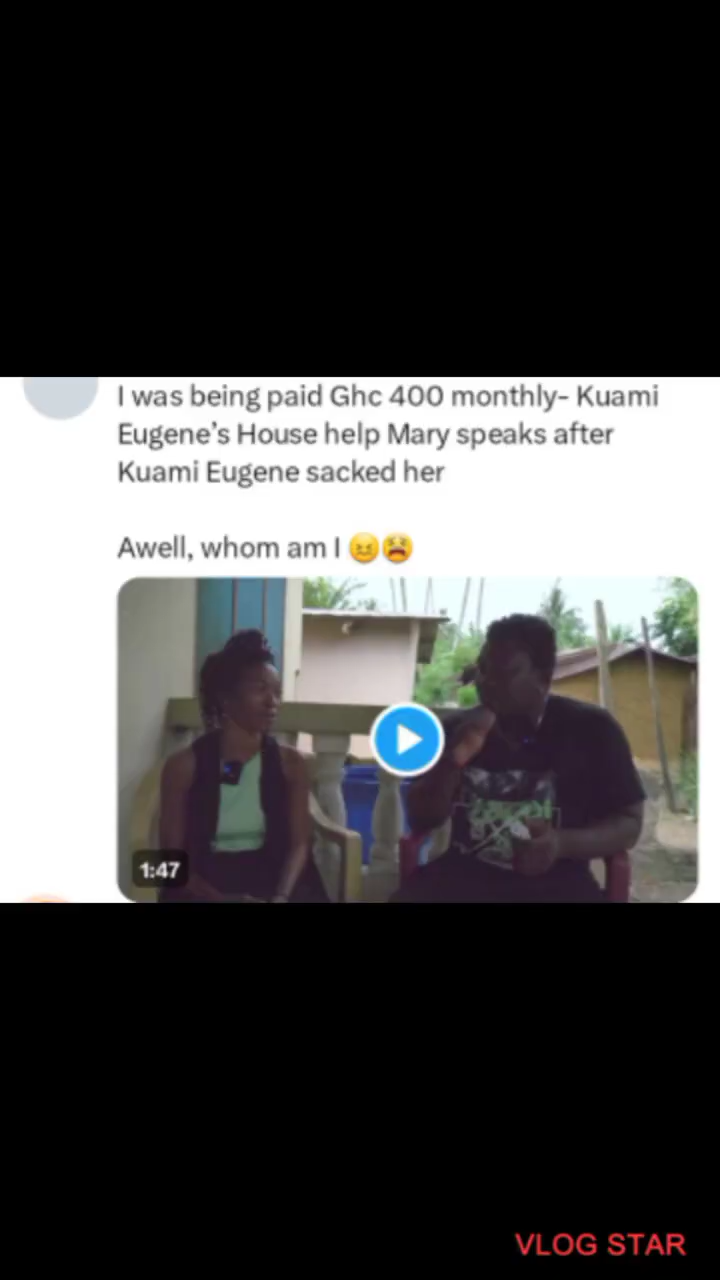 I was being paid Ghc 400 monthly- Kuami
Eugene's House help Mary speaks after
Kuami Eugene sacked her
Awell, whom am I 😖😫
1:47
VLOG STAR